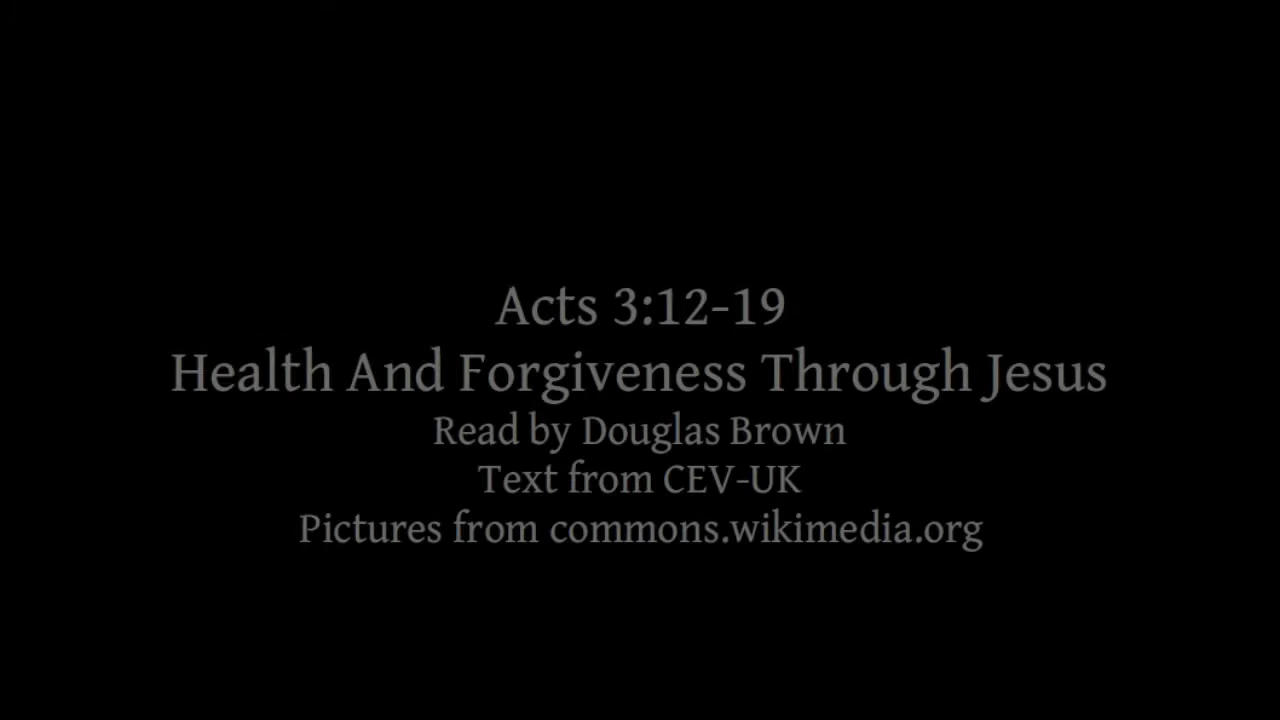 Acts 3:12-19
Health And Forgiveness Through Jesus
Read by Douglas Brown
Text from CEV-UK
Pictures from commons.wikimedia.org